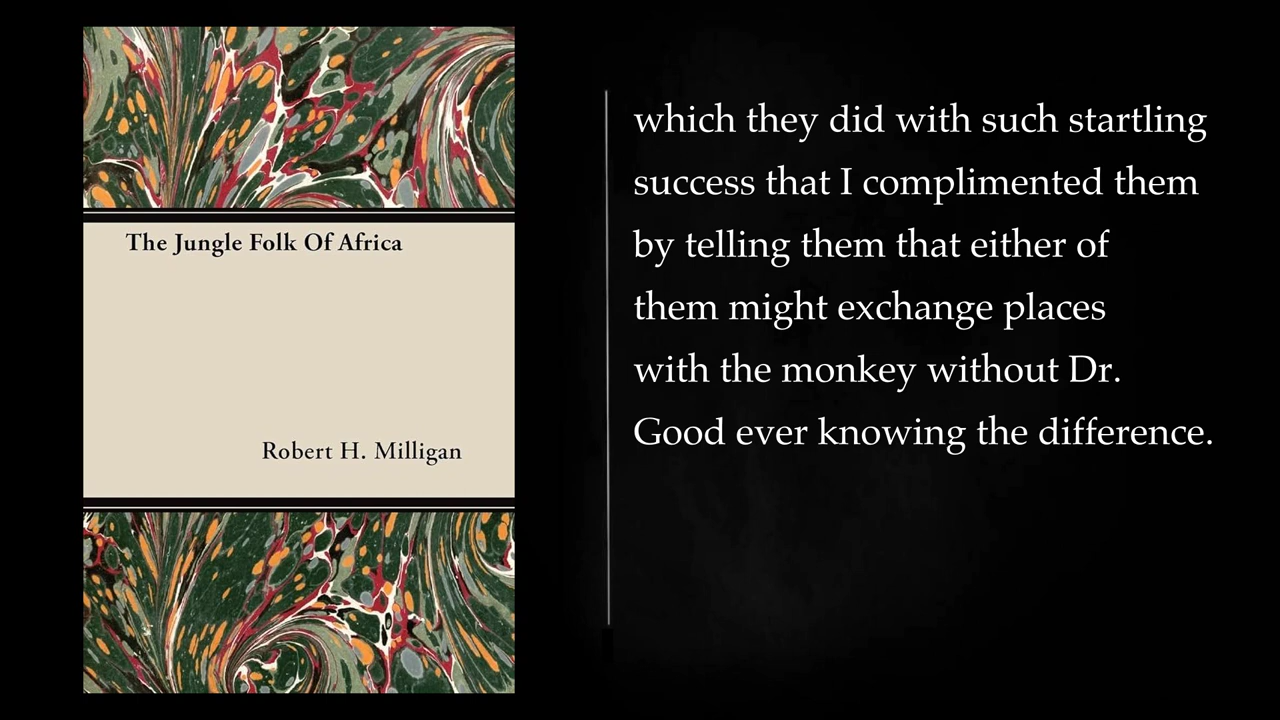 The Jungle Folk Of Africa
Robert H. Milligan
which they did with such startling
success that I complimented them
by telling them that either of
them might exchange places
with the monkey without Dr.
Good ever knowing the difference.